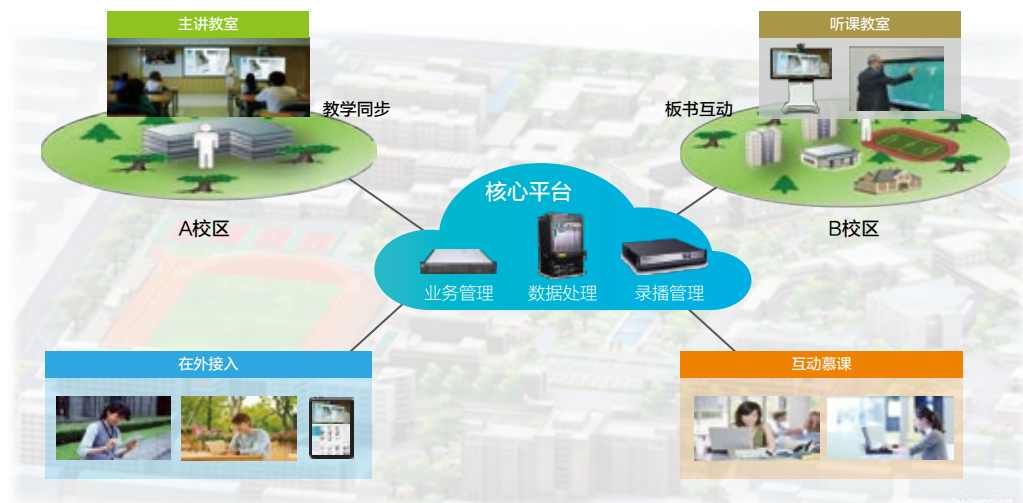 主讲教室
听课教室
教学同步
板书互动
核心平台
A校区
B校区
业务管理
数据处理
录播管理
在外接入
互动慕课